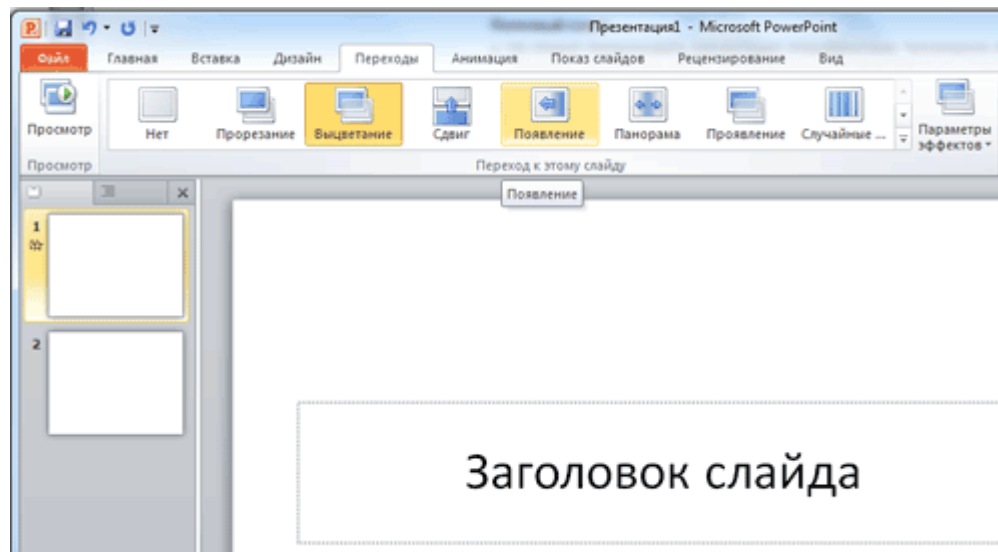 Презентация1 - Microsoft PowerPoint
Файл Главная Вставка Дизайн Переходы Анимация Показ слайдов Рецензирование Вид
Просмотр Нет Прорезание Выцветание Сдвиг Появление Панорама Проявление Случайные ... Параметры эффектов
Просмотр Переход к этому слайду
Появление
1
2
Заголовок слайда